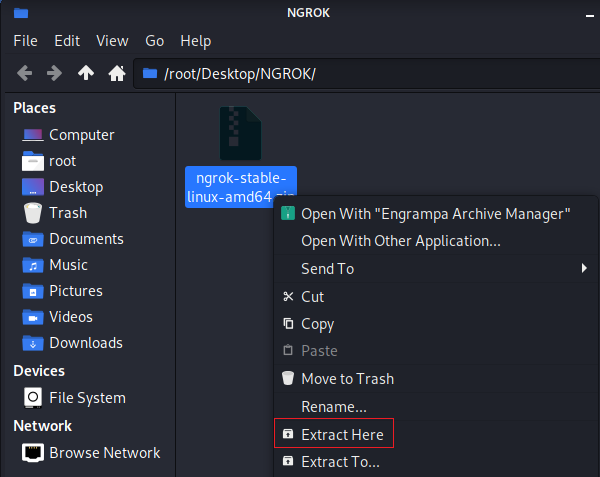 NGROK
File Edit View Go Help
/root/Desktop/NGROK/
Places
Computer
root
Desktop
Trash
Documents
Music
Pictures
Videos
Downloads
Devices
File System
Network
Browse Network
ngrok-stable-
linux-amd64.zip
Open With "Engrampa Archive Manager"
Open With Other Application...
Send To
Cut
Copy
Paste
Move to Trash
Rename...
Extract Here
Extract To...